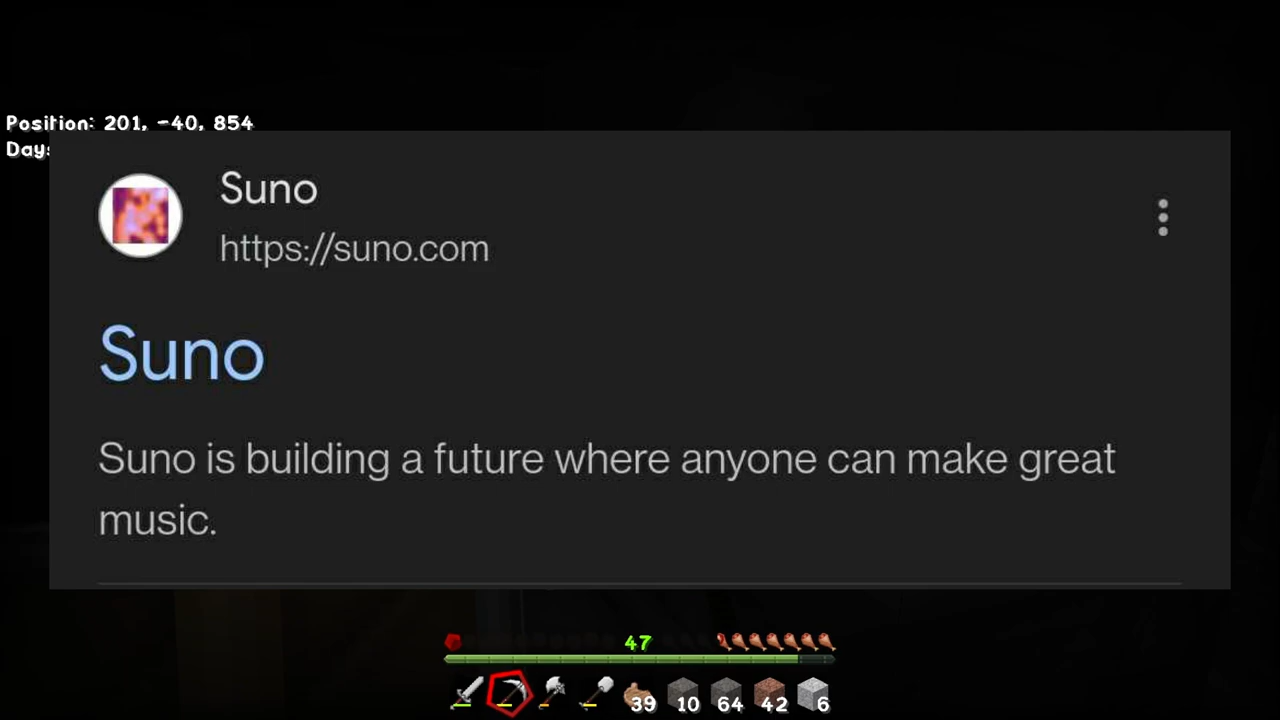 Position: 201, -40, 854
Days:
Suno
https://suno.com
Suno
Suno is building a future where anyone can make great
music.
47
39 10 64 42 6